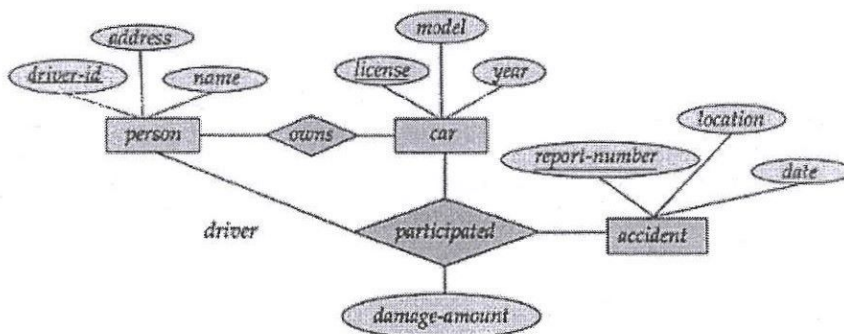 model
address
driver-id
name
license
year
person
owns
car
location
report-number
date
driver
participated
accident
damage-amount